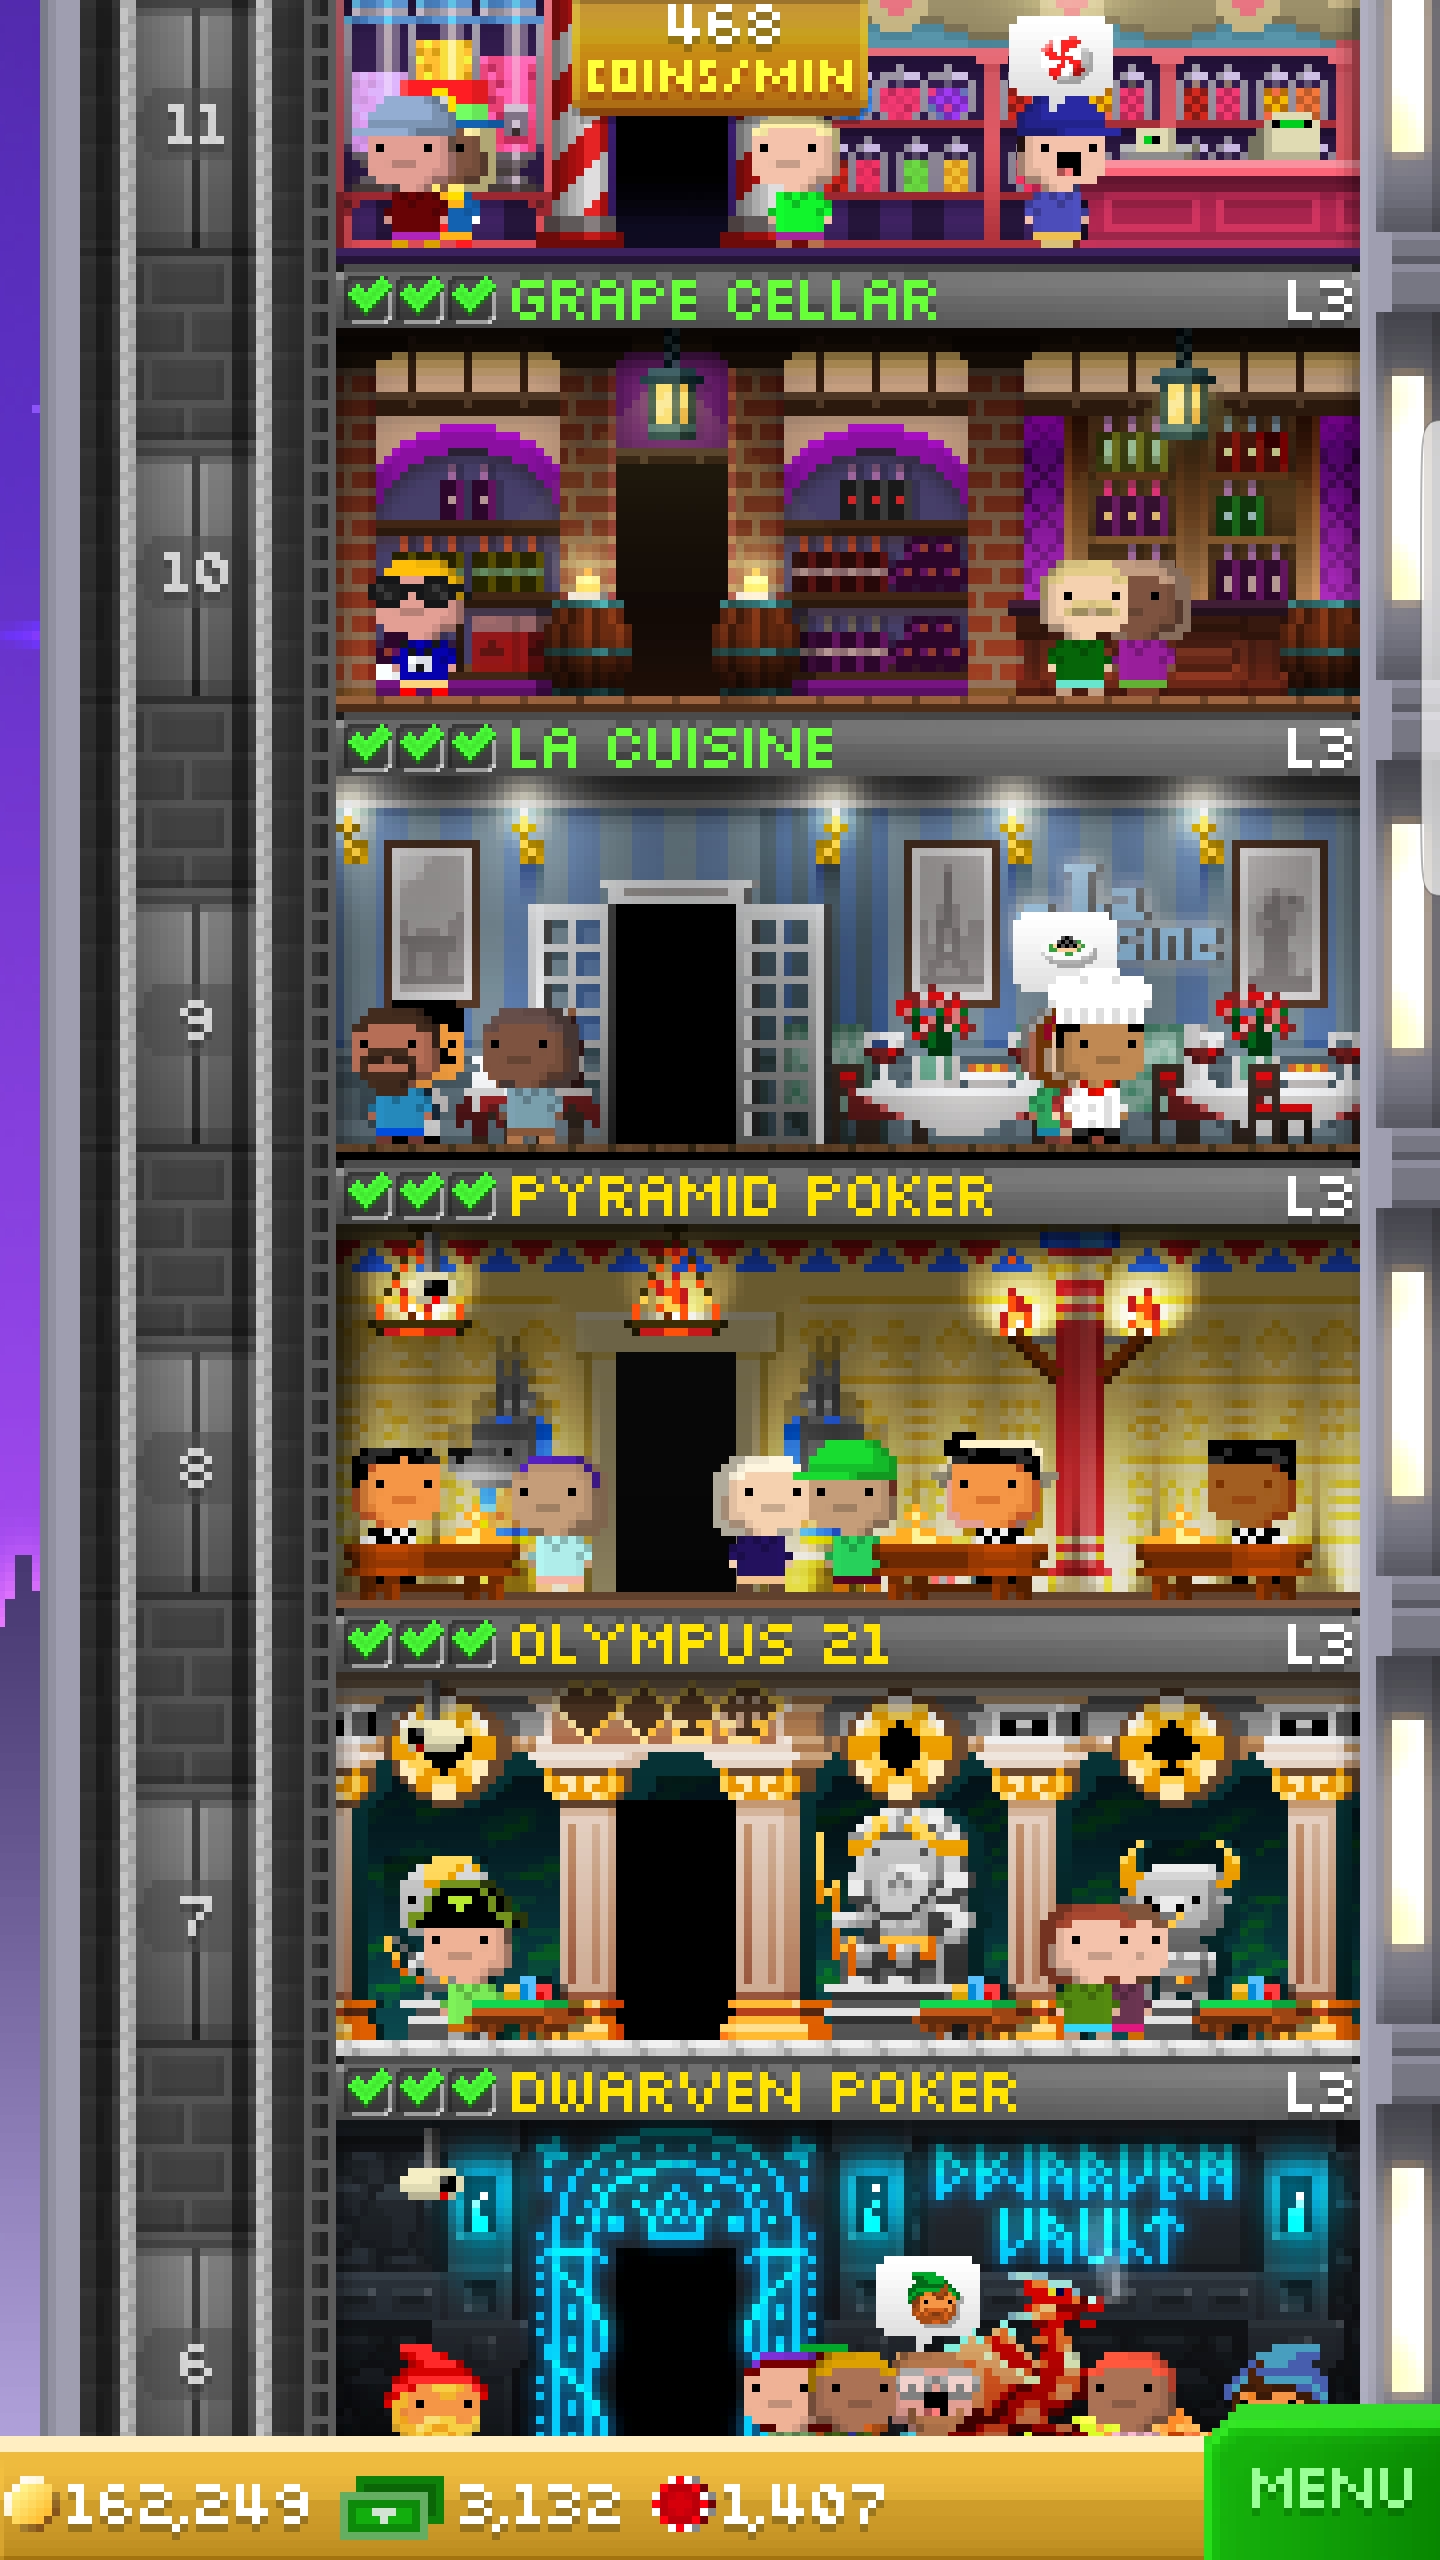 468
COINS/MIN
11
GRAPE CELLAR L3
10
LA CUISINE L3
La
9
PYRAMID POKER L3
8
OLYMPUS 21 L3
7
DWARVEN POKER L3
DWARVEN
VAULT
6
162,249 3,132 1,407
MENU